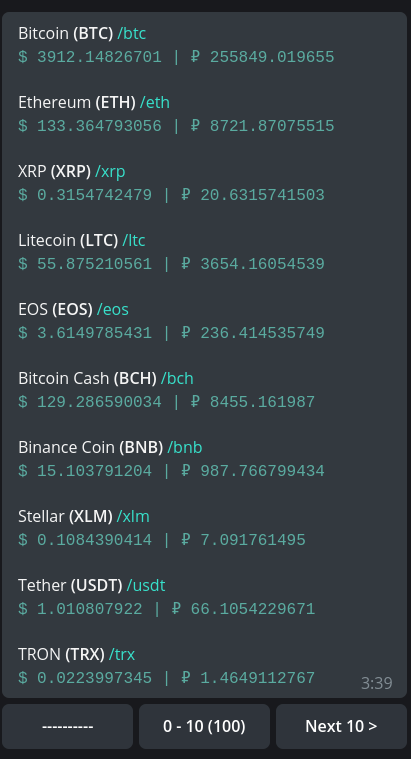 Bitcoin (BTC) /btc
$ 3912.14826701 | ₽ 255849.019655
Ethereum (ETH) /eth
$ 133.364793056 | ₽ 8721.87075515
XRP (XRP) /xrp
$ 0.3154742479 | ₽ 20.6315741503
Litecoin (LTC) /ltc
$ 55.875210561 | ₽ 3654.16054539
EOS (EOS) /eos
$ 3.6149785431 | ₽ 236.414535749
Bitcoin Cash (BCH) /bch
$ 129.286590034 | ₽ 8455.161987
Binance Coin (BNB) /bnb
$ 15.103791204 | ₽ 987.766799434
Stellar (XLM) /xlm
$ 0.1084390414 | ₽ 7.091761495
Tether (USDT) /usdt
$ 1.010807922 | ₽ 66.1054229671
TRON (TRX) /trx
$ 0.0223997345 | ₽ 1.4649112767
3:39
---------- 0 - 10 (100) Next 10 >